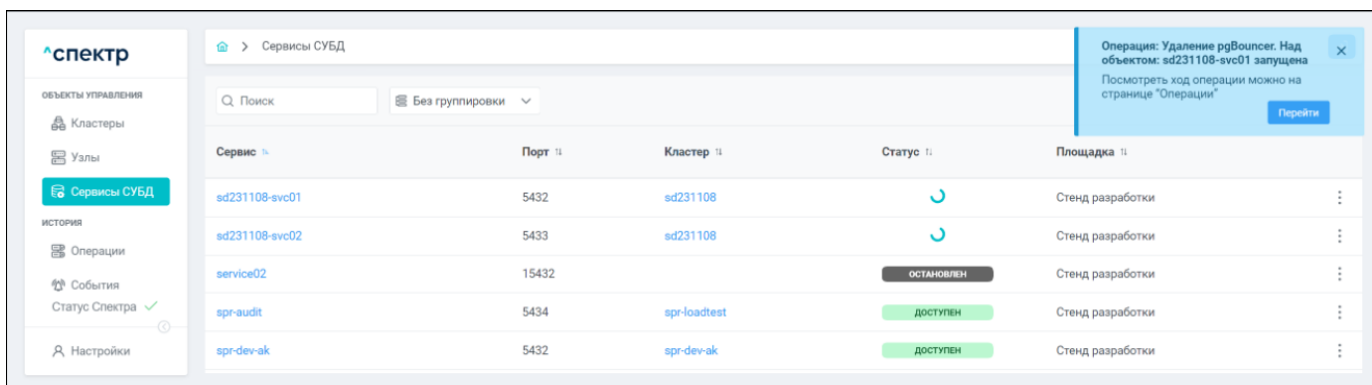 ^спектр
ОБЪЕКТЫ УПРАВЛЕНИЯ
Кластеры
Узлы
Сервисы СУБД
ИСТОРИЯ
Операции
События
Статус Спектра
Настройки
> Сервисы СУБД
Поиск
Без группировки
Операция: Удаление pgBouncer. Над
объектом: sd231108-svc01 запущена
Посмотреть ход операции можно на
странице "Операции"
Перейти
Сервис Порт Кластер Статус Площадка
sd231108-svc01 5432 sd231108 Стенд разработки
sd231108-svc02 5433 sd231108 Стенд разработки
service02 15432 ОСТАНОВЛЕН Стенд разработки
spr-audit 5434 spr-loadtest ДОСТУПЕН Стенд разработки
spr-dev-ak 5432 spr-dev-ak ДОСТУПЕН Стенд разработки